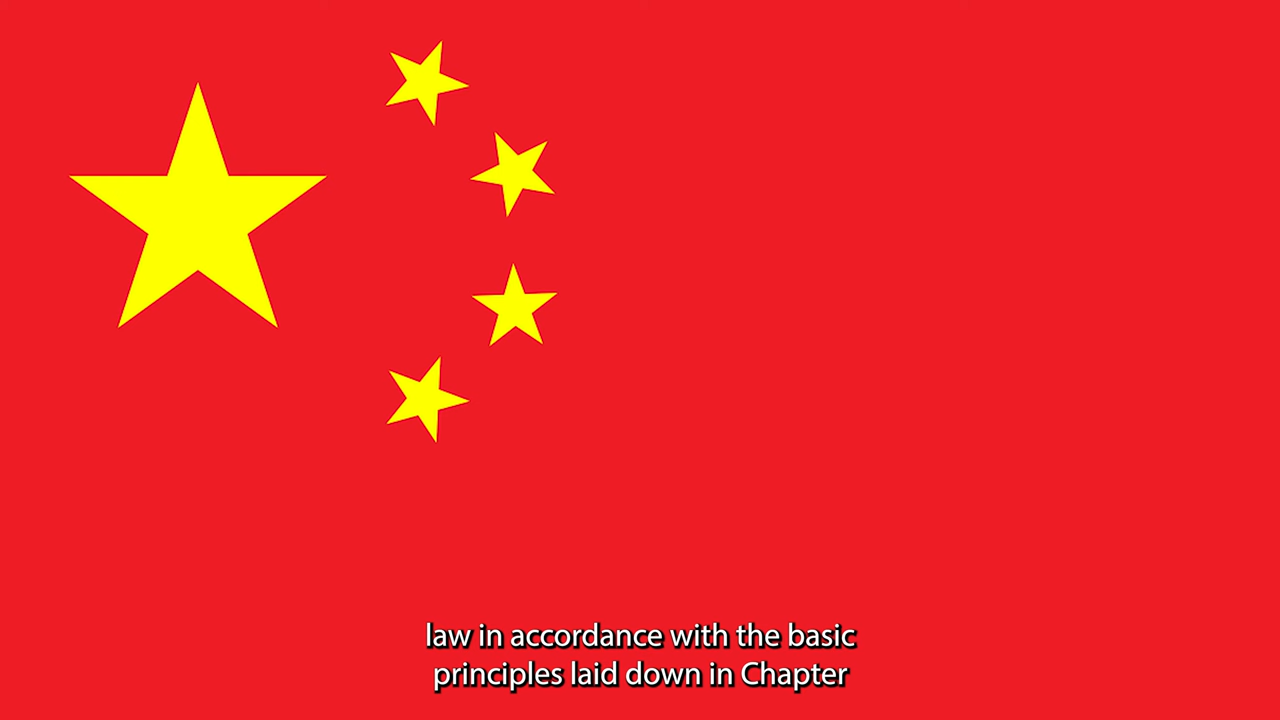 law in accordance with the basic
principles laid down in Chapter